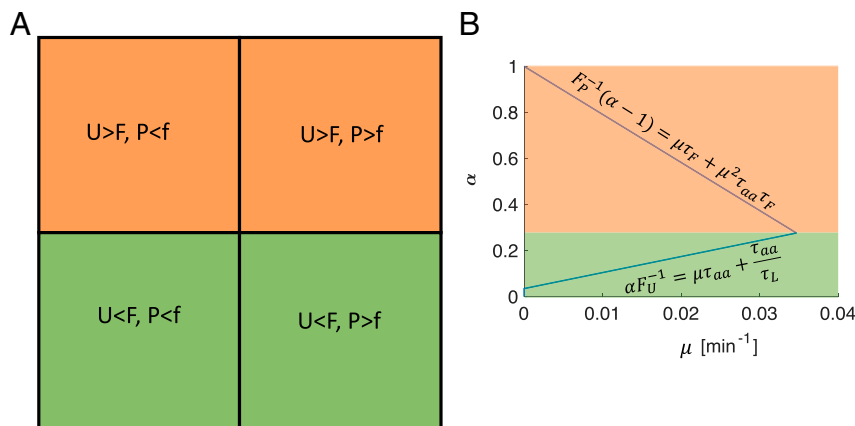 A
U>F, P<f
U>F, P>f
U<F, P<f
U<F, P>f
B
1
0.8
0.6
0.4
0.2
0
α
F_P^{-1}(α − 1) = μτ_F + μ²τ_{aa}τ_F
αF_U^{-1} = μτ_{aa} + τ_{aa}/τ_L
0 0.01 0.02 0.03 0.04
μ [min⁻¹]